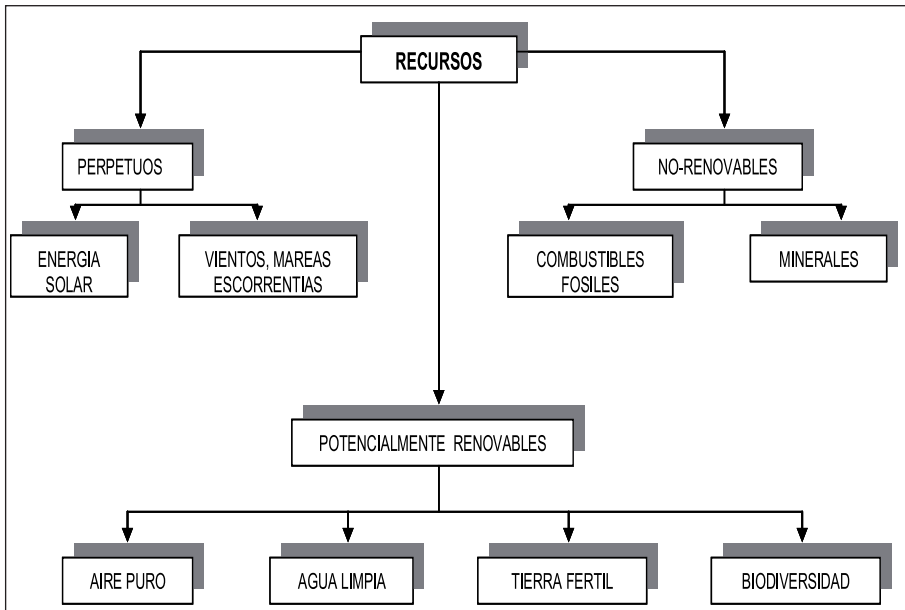 RECURSOS
PERPETUOS
NO-RENOVABLES
ENERGIA
SOLAR
VIENTOS, MAREAS
ESCORRENTIAS
COMBUSTIBLES
FOSILES
MINERALES
POTENCIALMENTE RENOVABLES
AIRE PURO
AGUA LIMPIA
TIERRA FERTIL
BIODIVERSIDAD